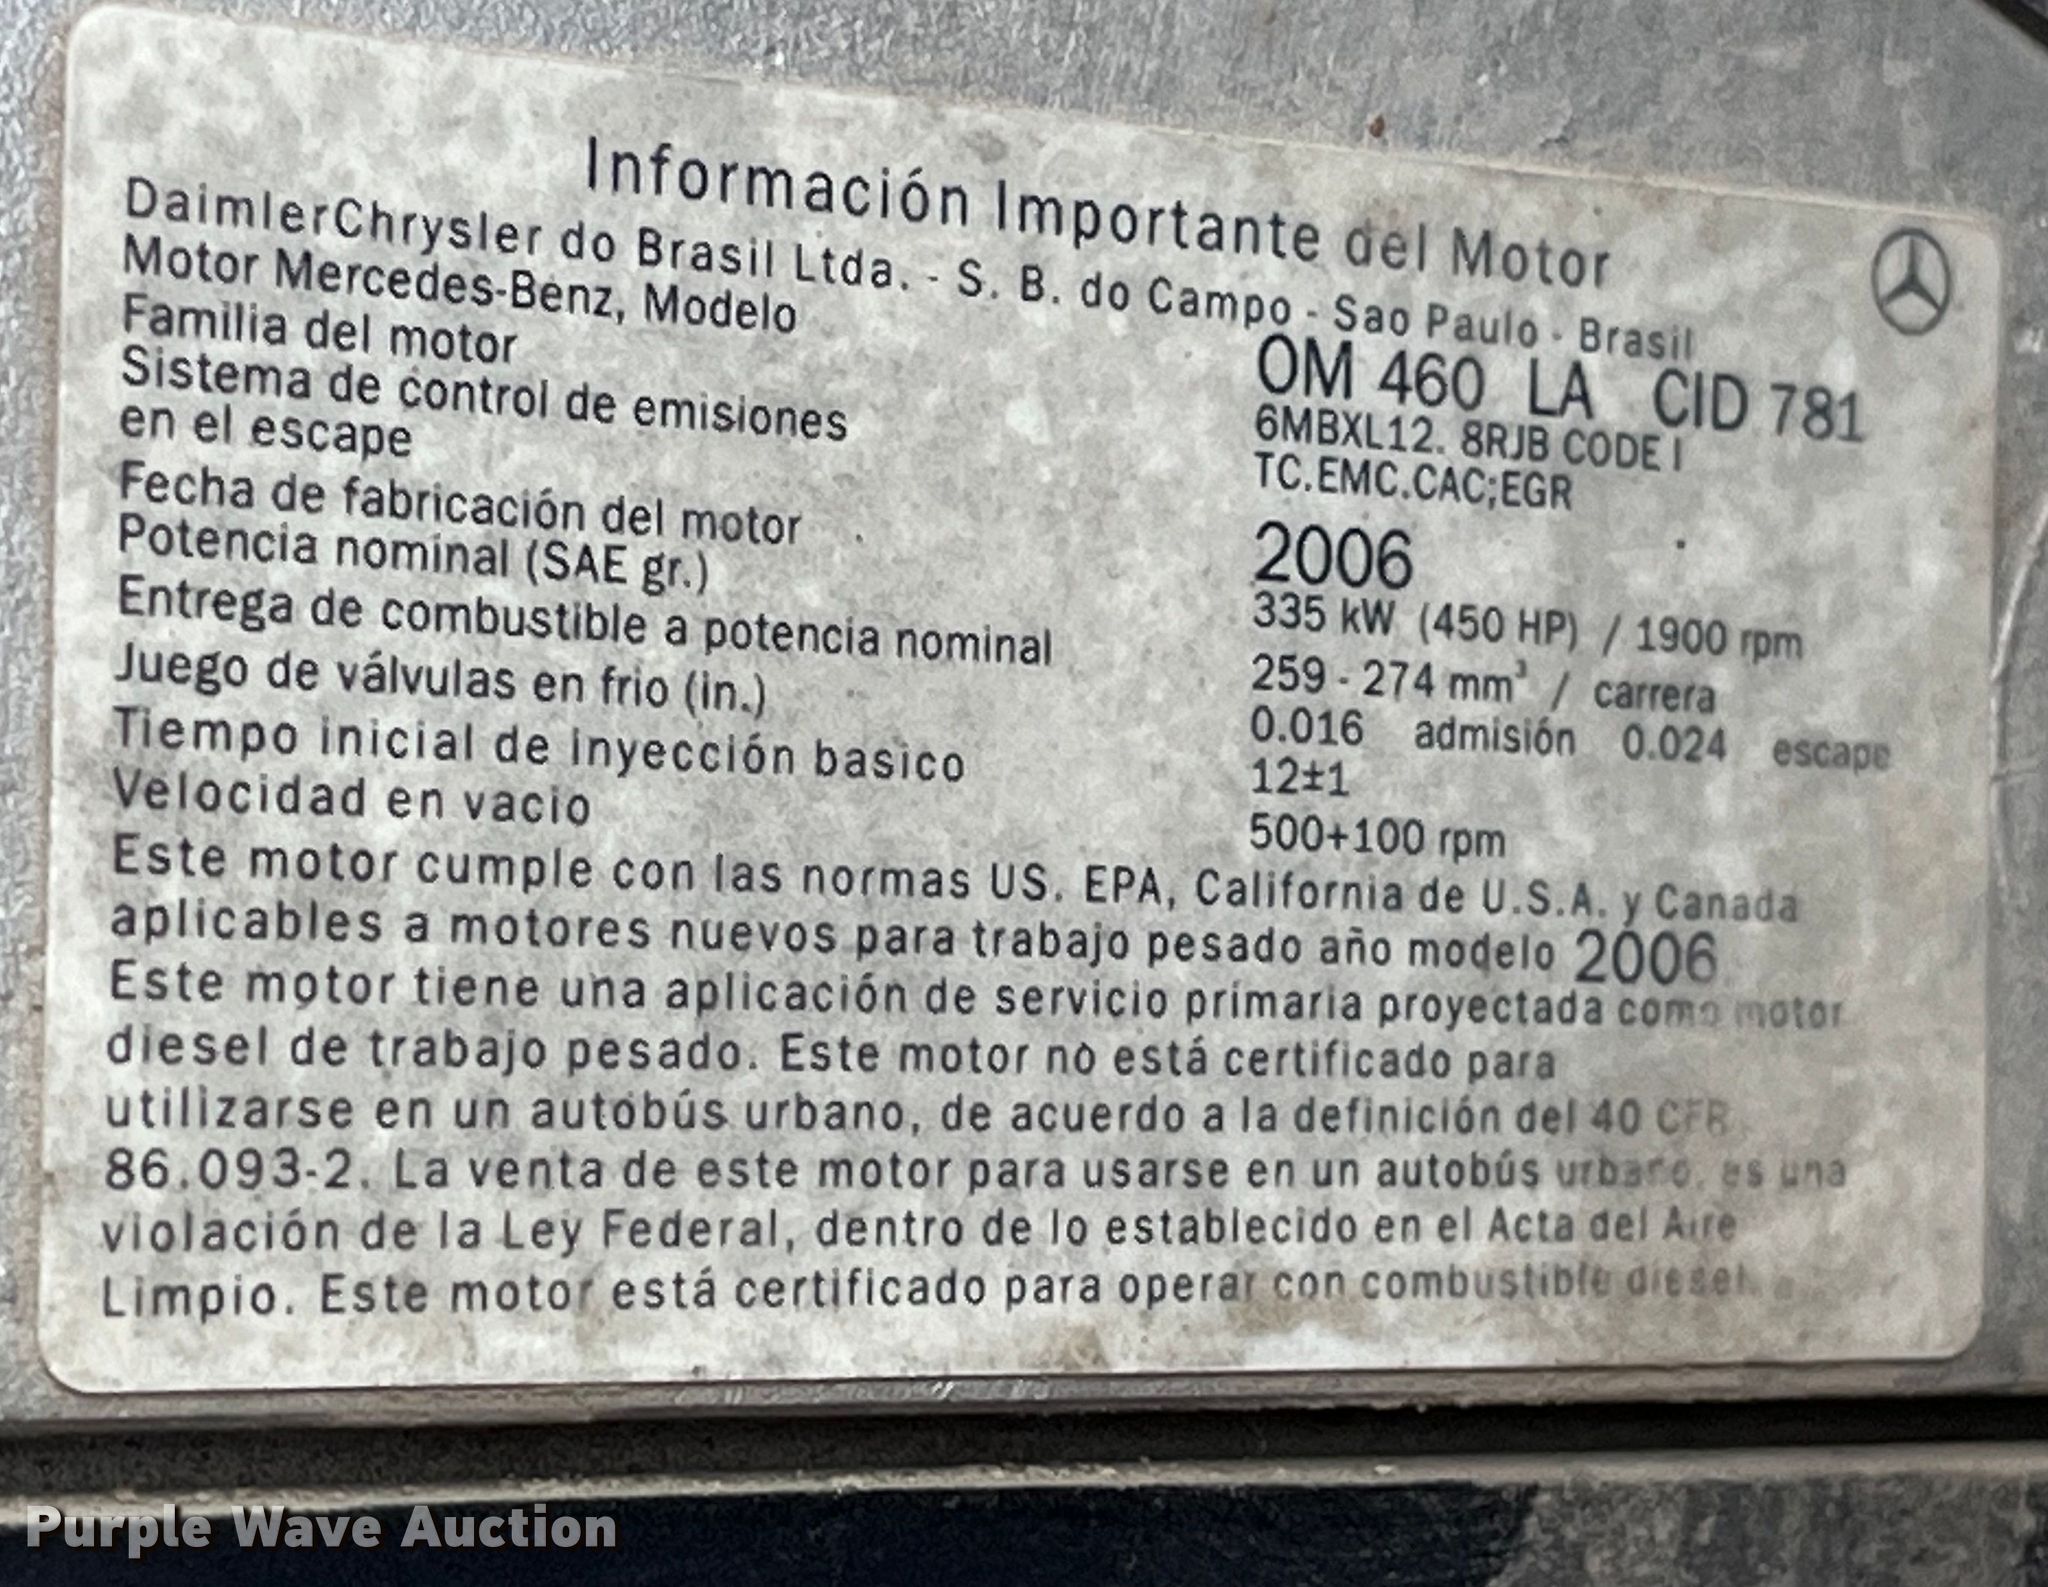 Información Importante del Motor
DaimlerChrysler do Brasil Ltda. - S. B. do Campo - Sao Paulo - Brasil
Motor Mercedes-Benz, Modelo OM 460 LA CID 781
Familia del motor 6MBXL12. 8RJB CODE I
Sistema de control de emisiones TC.EMC.CAC;EGR
en el escape
Fecha de fabricación del motor 2006
Potencia nominal (SAE gr.) 335 kW (450 HP) / 1900 rpm
Entrega de combustible a potencia nominal 259 - 274 mm³ / carrera
Juego de válvulas en frio (in.) 0.016 admisión 0.024 escape
Tiempo inicial de inyección basico 12±1
Velocidad en vacio 500+100 rpm
Este motor cumple con las normas US. EPA, California de U.S.A. y Canada
aplicables a motores nuevos para trabajo pesado año modelo 2006
Este motor tiene una aplicación de servicio primaria proyectada como motor
diesel de trabajo pesado. Este motor no está certificado para
utilizarse en un autobús urbano, de acuerdo a la definición del 40 CFR
86.093-2. La venta de este motor para usarse en un autobús urbano, es una
violación de la Ley Federal, dentro de lo establecido en el Acta del Aire
Limpio. Este motor está certificado para operar con combustible diesel.
Purple Wave Auction